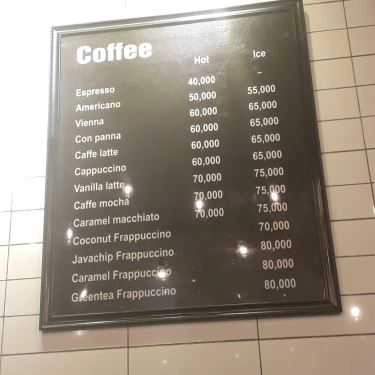 Coffee Hot Ice
Espresso 40,000 -
Americano 50,000 55,000
Vienna 60,000 65,000
Con panna 60,000 65,000
Caffe latte 60,000 65,000
Cappuccino 60,000 65,000
Vanilla latte 70,000 75,000
Caffe mocha 70,000 75,000
Caramel macchiato 70,000 75,000
Coconut Frappuccino 70,000
Javachip Frappuccino 80,000
Caramel Frappuccino 80,000
Greentea Frappuccino 80,000